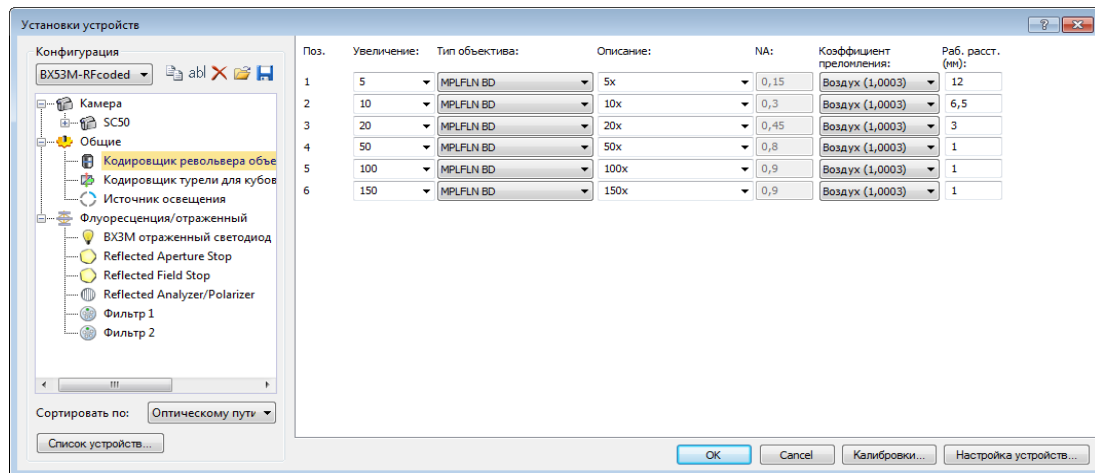 Установки устройств
Конфигурация
BX53M-RFcoded
abl
Камера
SC50
Общие
Кодировщик револьвера объе
Кодировщик турели для кубов
Источник освещения
Флуоресценция/отраженный
BX3M отраженный светодиод
Reflected Aperture Stop
Reflected Field Stop
Reflected Analyzer/Polarizer
Фильтр 1
Фильтр 2
Сортировать по: Оптическому пути
Список устройств...
Поз. Увеличение: Тип объектива: Описание: NA: Коэффициент преломления: Раб. расст. (мм):
1 5 MPLFLN BD 5x 0,15 Воздух (1,0003) 12
2 10 MPLFLN BD 10x 0,3 Воздух (1,0003) 6,5
3 20 MPLFLN BD 20x 0,45 Воздух (1,0003) 3
4 50 MPLFLN BD 50x 0,8 Воздух (1,0003) 1
5 100 MPLFLN BD 100x 0,9 Воздух (1,0003) 1
6 150 MPLFLN BD 150x 0,9 Воздух (1,0003) 1
OK Cancel Калибровки... Настройка устройств...